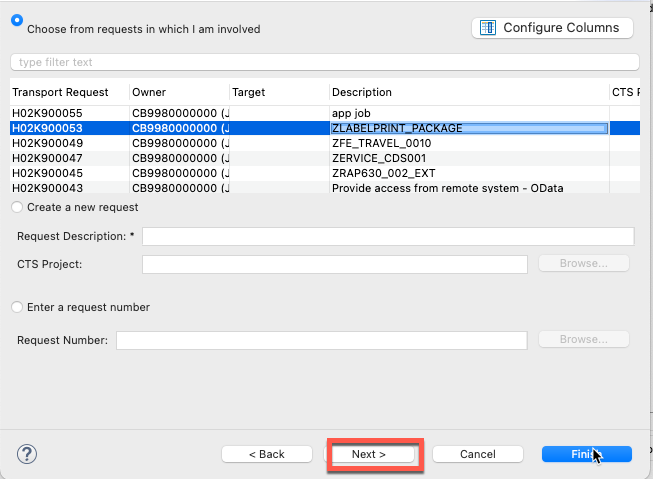 Choose from requests in which I am involved
Configure Columns
type filter text
Transport Request Owner Target Description CTS P
H02K900055 CB9980000000 (J app job
H02K900053 CB9980000000 (J ZLABELPRINT_PACKAGE
H02K900049 CB9980000000 (J ZFE_TRAVEL_0010
H02K900047 CB9980000000 (J ZERVICE_CDS001
H02K900045 CB9980000000 (J ZRAP630_002_EXT
H02K900043 CB9980000000 (J Provide access from remote system - OData
Create a new request
Request Description: *
CTS Project:
Browse...
Enter a request number
Request Number:
Browse...
? < Back Next > Cancel Finish